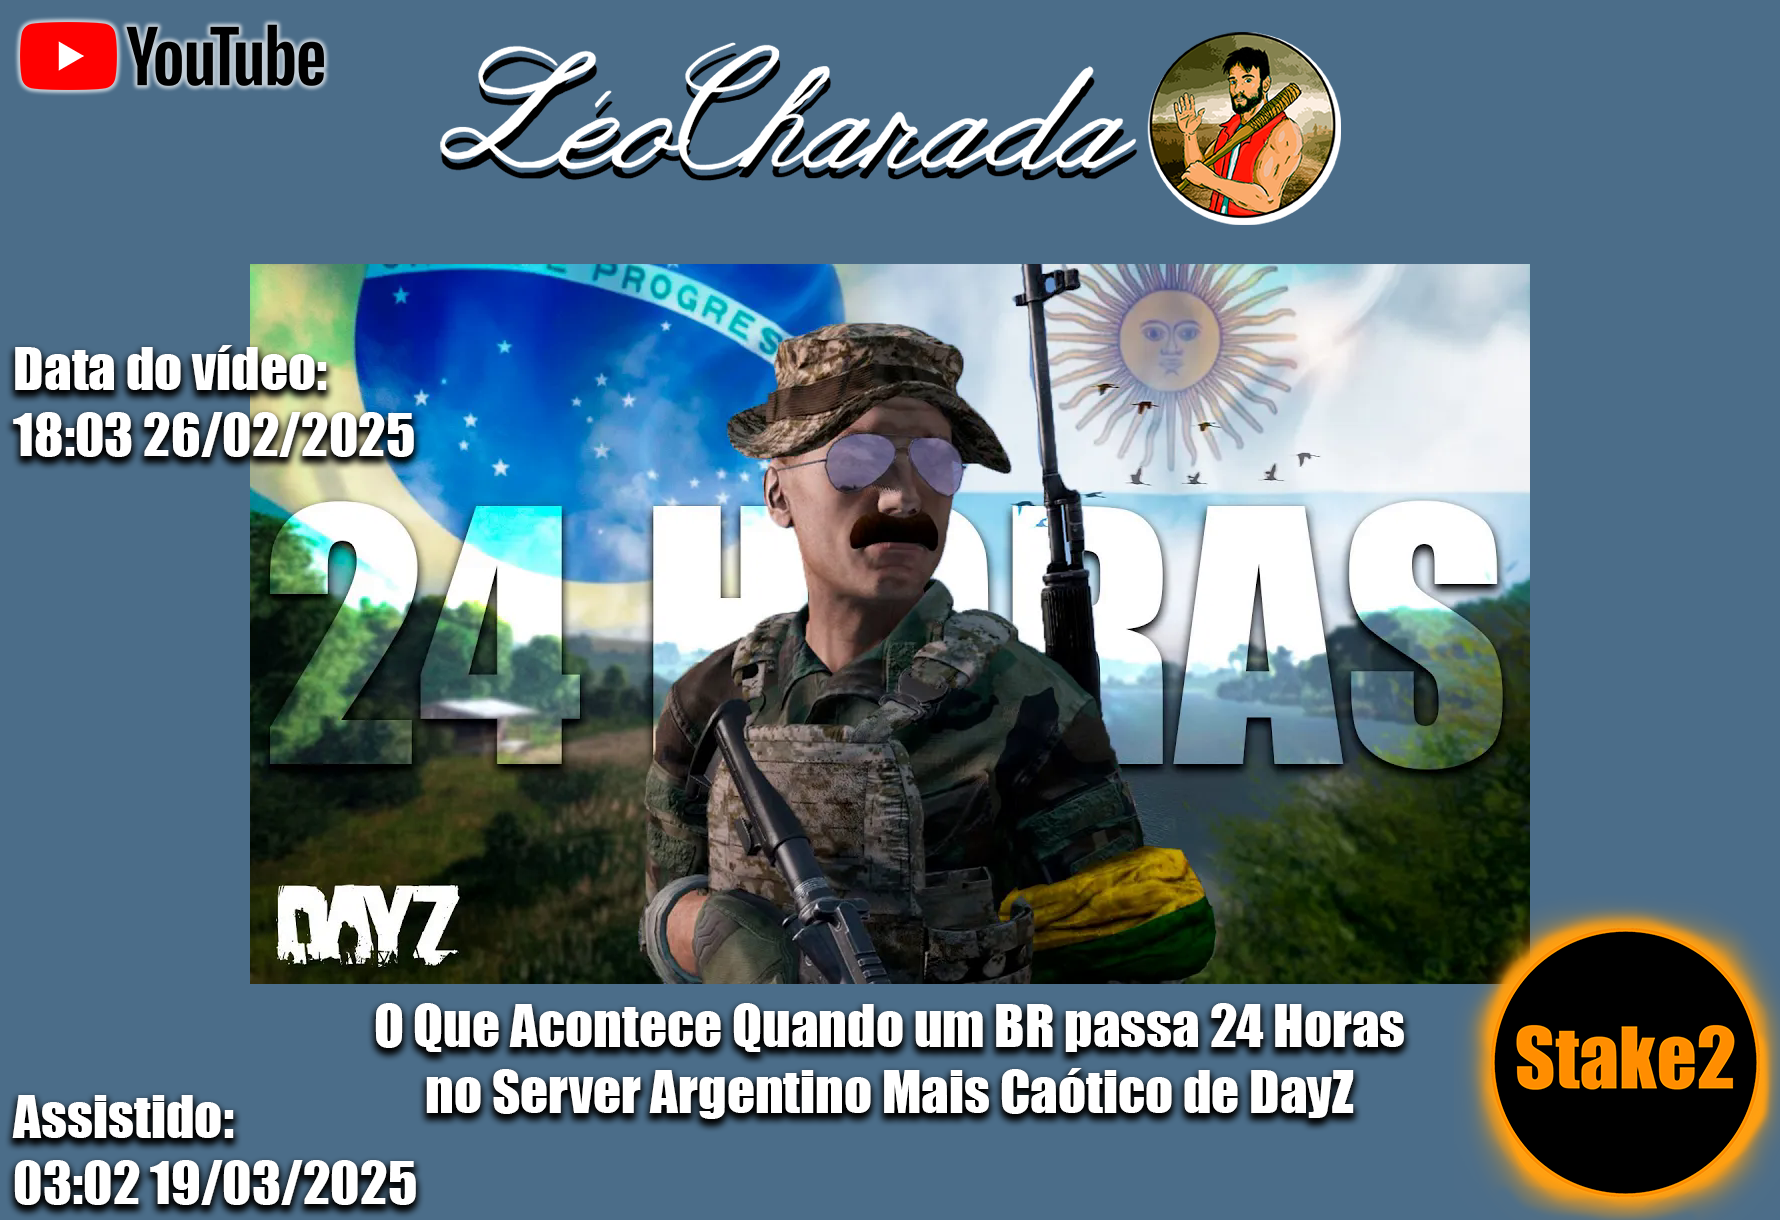 YouTube
LéoCharada
PROGRES
Data do vídeo:
18:03 26/02/2025
24 HORAS
DAYZ
O Que Acontece Quando um BR passa 24 Horas
no Server Argentino Mais Caótico de DayZ
Stake2
Assistido:
03:02 19/03/2025